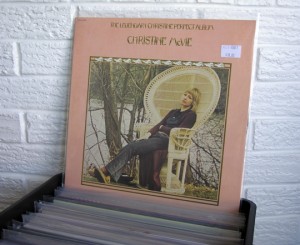 THE LEGENDARY CHRISTINE PERFECT ALBUM
CHRISTINE McVIE